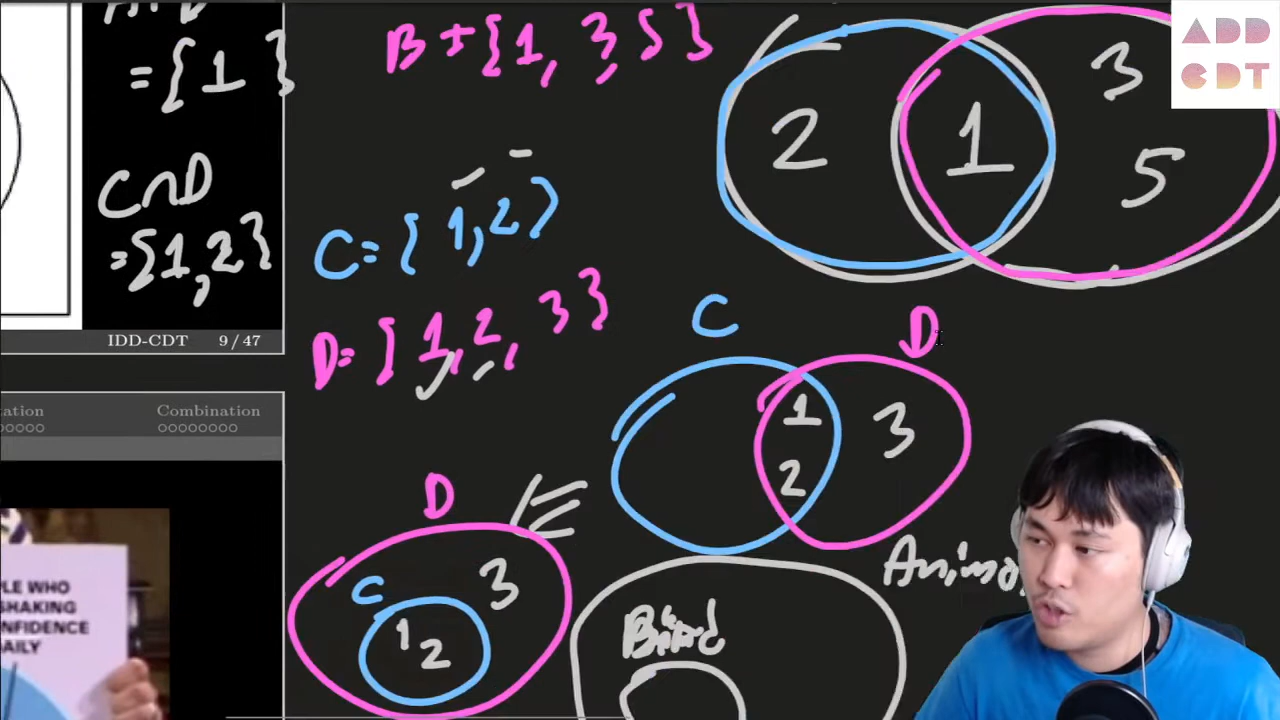 = {1}
C∩D
= {1,2}
IDD-CDT 9 / 47
tation Combination
PLE WHO
SHAKING
NFIDENCE
AILY
B = {1, 3, 5}
C = {1,2}
D = {1,2,3}
2 1 3
5
ADD
CDT
C D
1 3
2
D
C 3
1 2
Bird